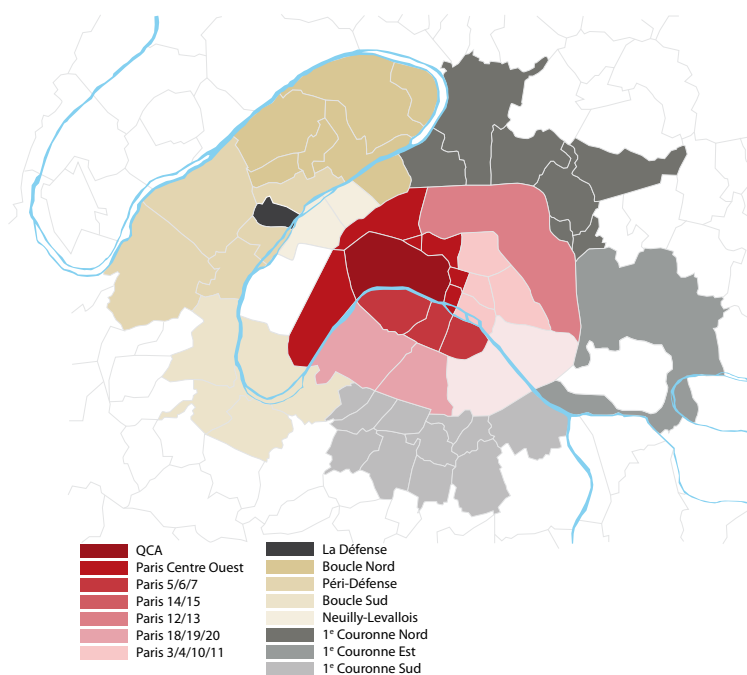 QCA
Paris Centre Ouest
Paris 5/6/7
Paris 14/15
Paris 12/13
Paris 18/19/20
Paris 3/4/10/11
La Défense
Boucle Nord
Péri-Défense
Boucle Sud
Neuilly-Levallois
1e Couronne Nord
1e Couronne Est
1e Couronne Sud